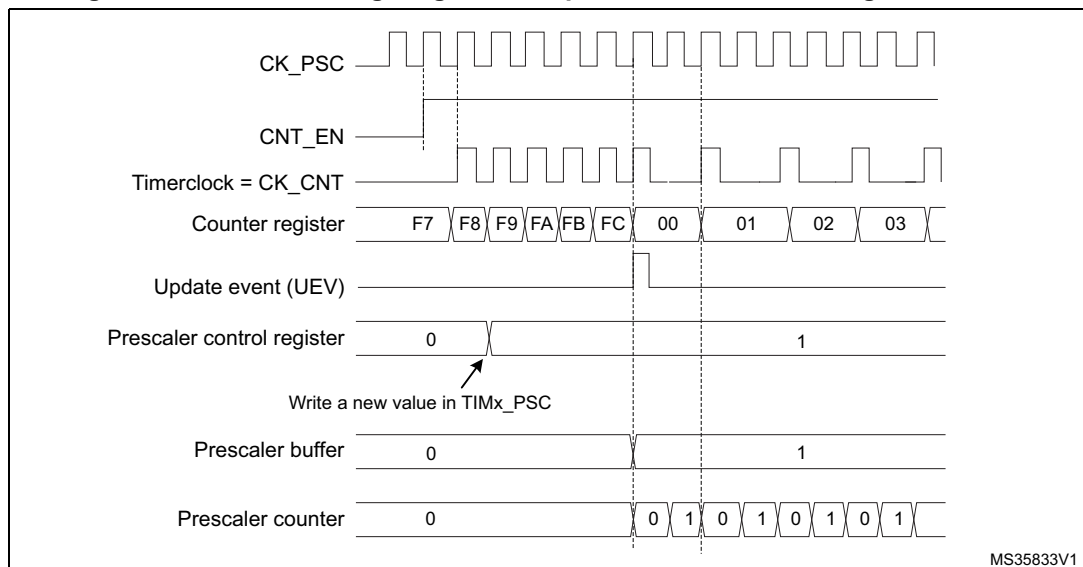 CK_PSC
CNT_EN
Timerclock = CK_CNT
Counter register F7 F8 F9 FA FB FC 00 01 02 03
Update event (UEV)
Prescaler control register 0 1
Write a new value in TIMx_PSC
Prescaler buffer 0 1
Prescaler counter 0 0 1 0 1 0 1 0 1
MS35833V1